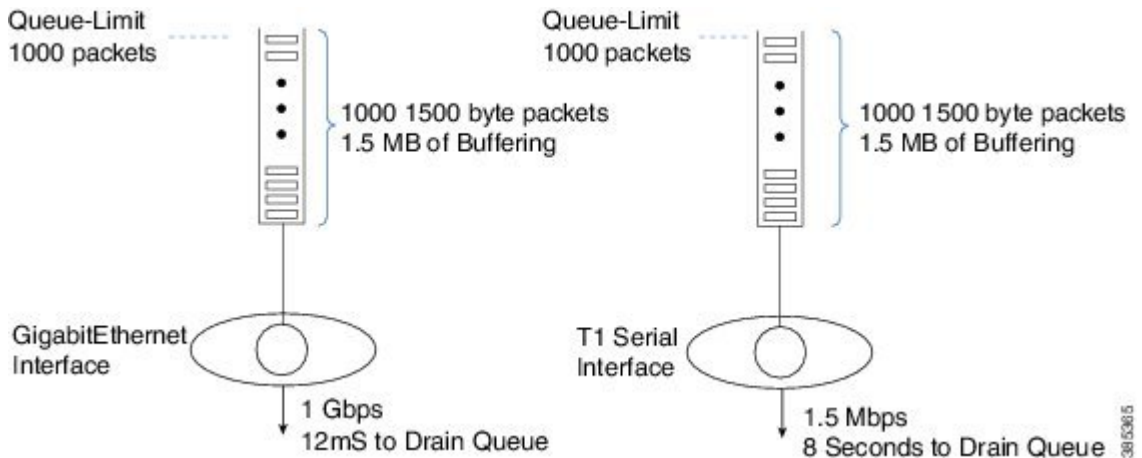 Queue-Limit
1000 packets
1000 1500 byte packets
1.5 MB of Buffering
GigabitEthernet
Interface
1 Gbps
12mS to Drain Queue
Queue-Limit
1000 packets
1000 1500 byte packets
1.5 MB of Buffering
T1 Serial
Interface
1.5 Mbps
8 Seconds to Drain Queue
385365